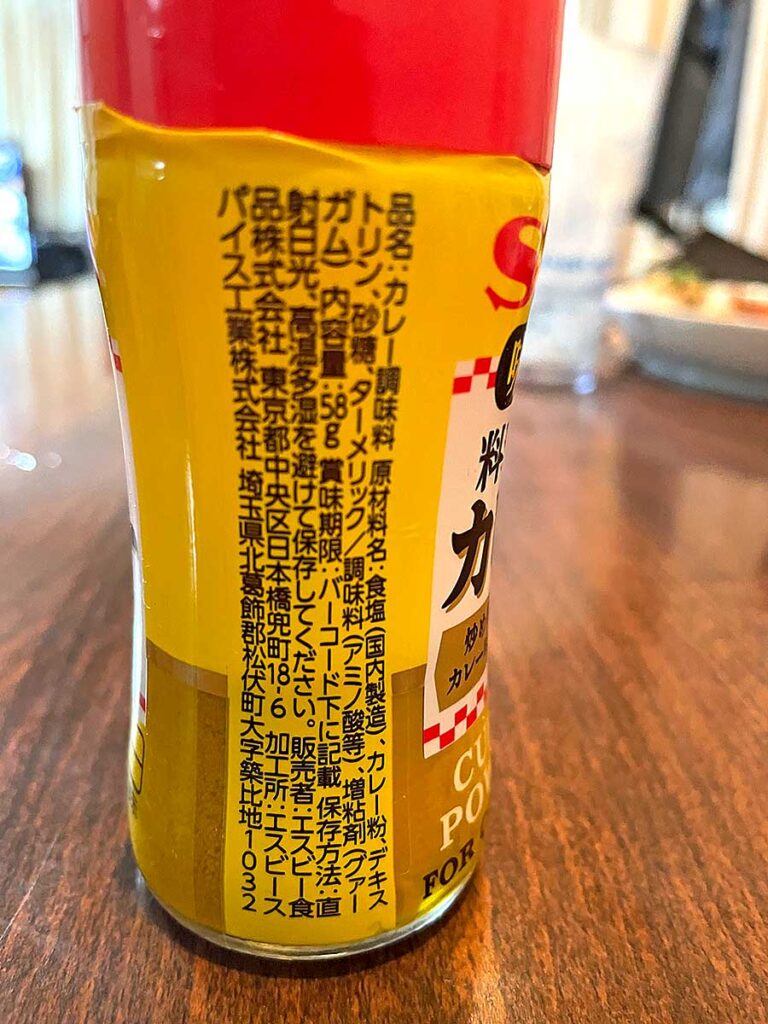 品名:カレー調味料 原材料名:食塩(国内製造)、カレー粉、デキス
トリン、砂糖、ターメリック/調味料(アミノ酸等)、増粘剤(グァー
ガム) 内容量:58g 賞味期限:バーコード下に記載 保存方法:直
射日光、高温多湿を避けて保存してください。 販売者:エスビー食
品株式会社 東京都中央区日本橋兜町18-6 加工所:エスビース
パイス工業株式会社 埼玉県北葛飾郡松伏町大字築比地1032
S
料
カ
炒め
カレー
CU
POW
FOR